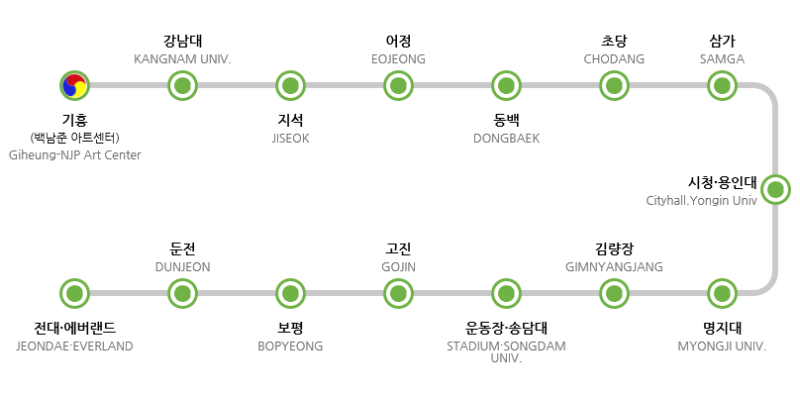 기흥
(백남준 아트센터)
Giheung-NJP Art Center
강남대
KANGNAM UNIV.
지석
JISEOK
어정
EOJEONG
동백
DONGBAEK
초당
CHODANG
삼가
SAMGA
시청·용인대
Cityhall.Yongin Univ
명지대
MYONGJI UNIV.
김량장
GIMNYANGJANG
운동장·송담대
STADIUM·SONGDAM
UNIV.
고진
GOJIN
보평
BOPYEONG
둔전
DUNJEON
전대·에버랜드
JEONDAE·EVERLAND